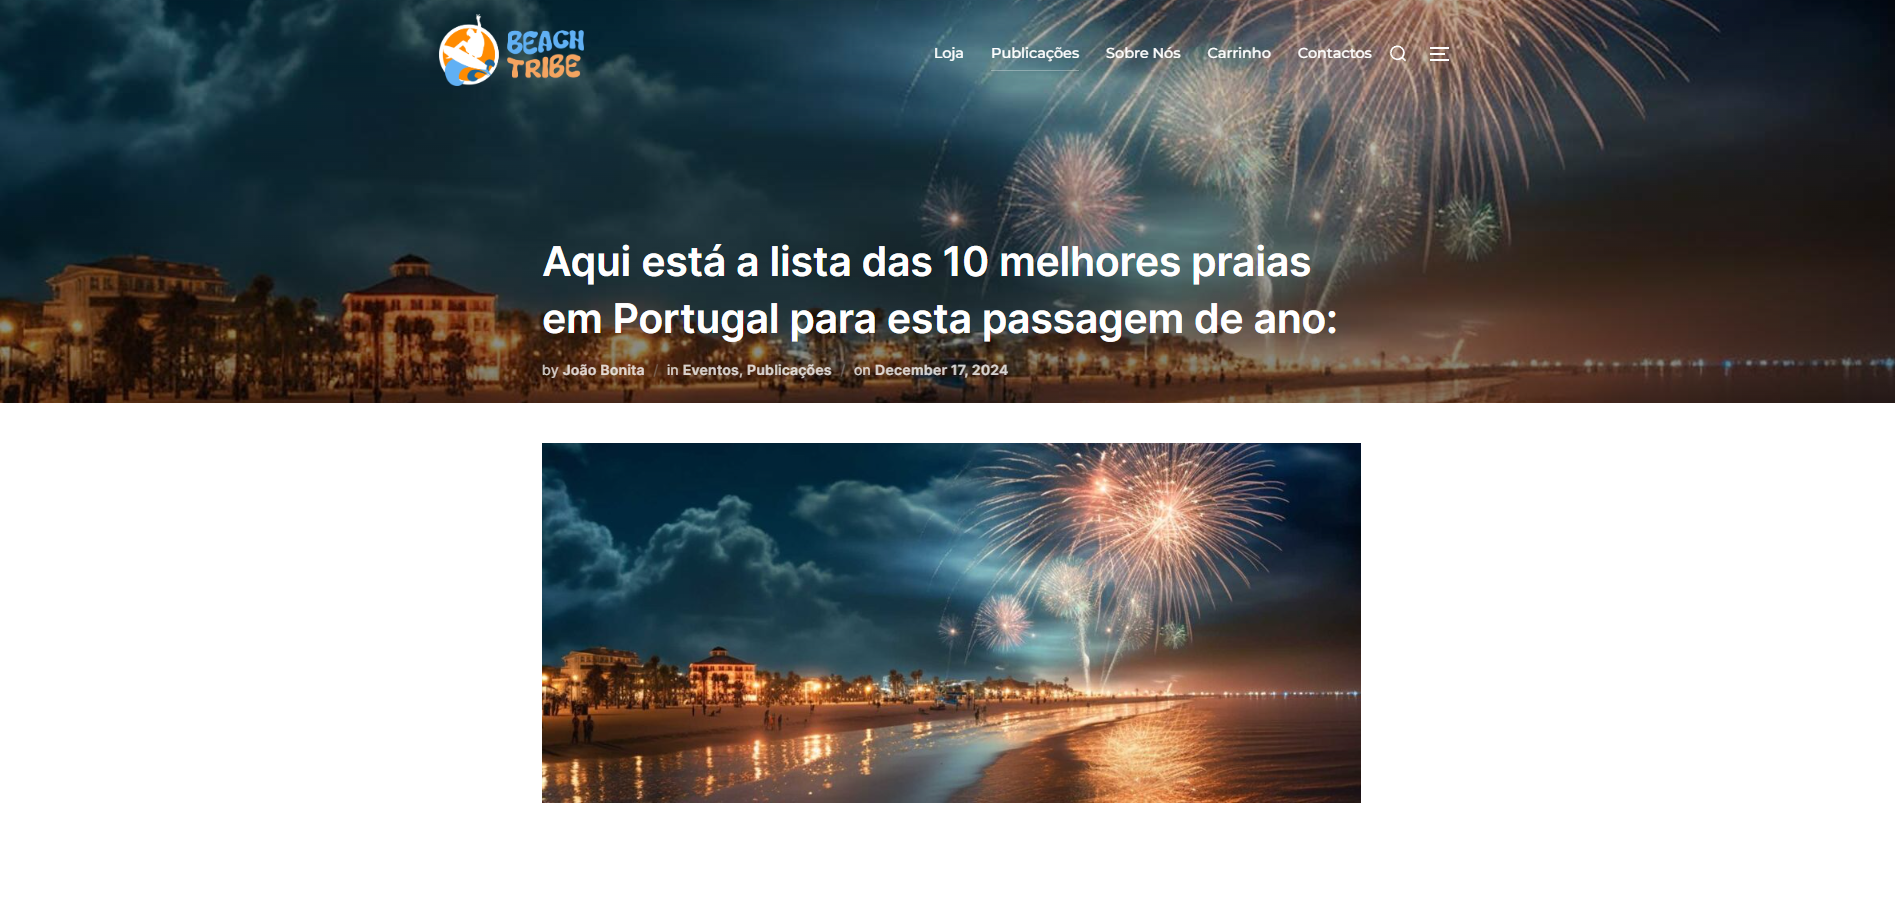 BEACH
TRIBE
Loja Publicações Sobre Nós Carrinho Contactos
Aqui está a lista das 10 melhores praias
em Portugal para esta passagem de ano:
by João Bonita / in Eventos, Publicações / on December 17, 2024